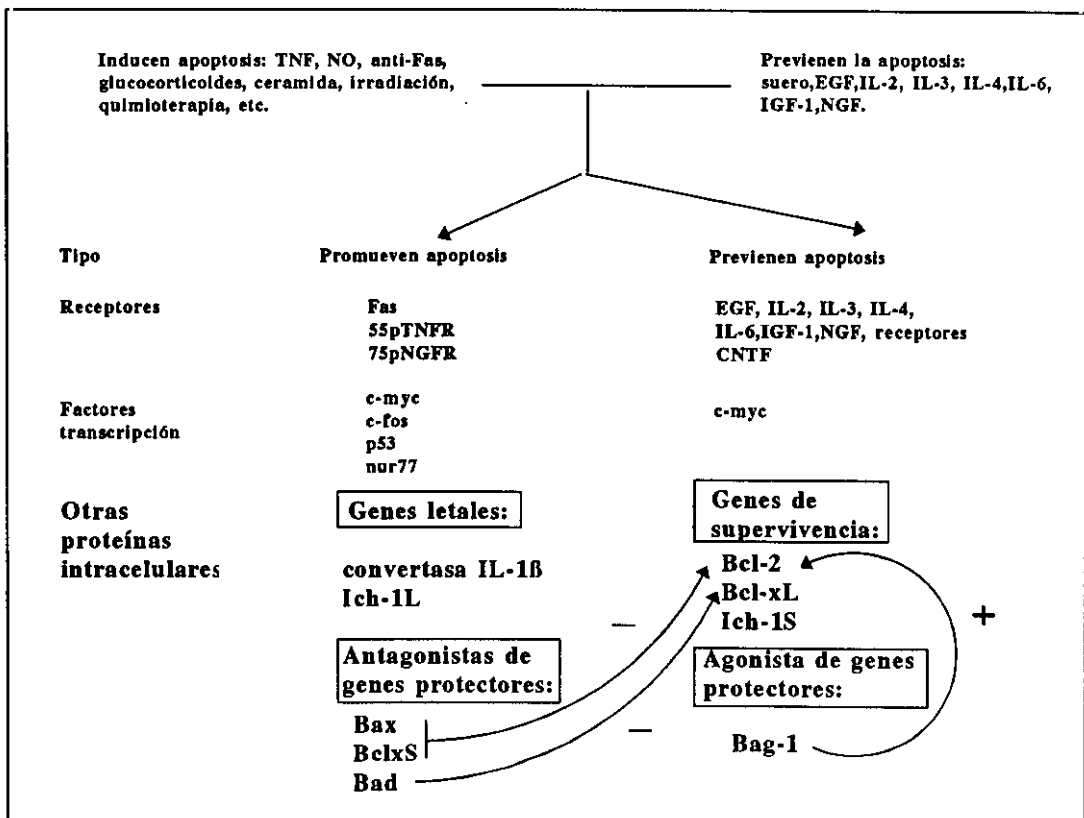 Inducen apoptosis: TNF, NO, anti-Fas,
glucocorticoides, ceramida, irradiación,
quimioterapia, etc.
Previenen la apoptosis:
suero,EGF,IL-2, IL-3, IL-4,IL-6,
IGF-1,NGF.
Tipo
Promueven apoptosis
Previenen apoptosis
Receptores
Fas
55pTNFR
75pNGFR
EGF, IL-2, IL-3, IL-4,
IL-6,IGF-1,NGF, receptores
CNTF
Factores
transcripción
c-myc
c-fos
p53
nur77
c-myc
Otras
proteínas
intracelulares
Genes letales:
convertasa IL-1ß
Ich-1L
Genes de
supervivencia:
Bcl-2
Bcl-xL
Ich-1S
Antagonistas de
genes protectores:
Bax
BclxS
Bad
Agonista de genes
protectores:
Bag-1
–
–
+